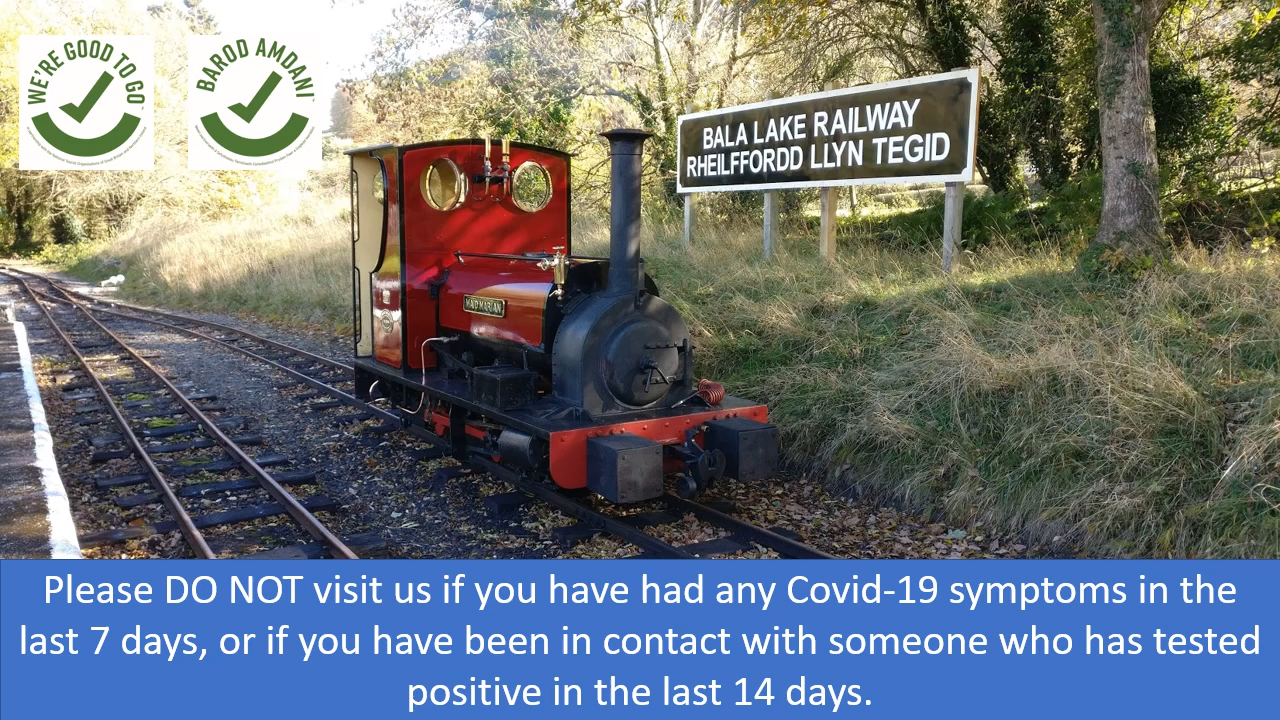 WE'RE GOOD TO GO
BAROD AMDANI
BALA LAKE RAILWAY
RHEILFFORDD LLYN TEGID
MAID MARIAN
Please DO NOT visit us if you have had any Covid-19 symptoms in the
last 7 days, or if you have been in contact with someone who has tested
positive in the last 14 days.